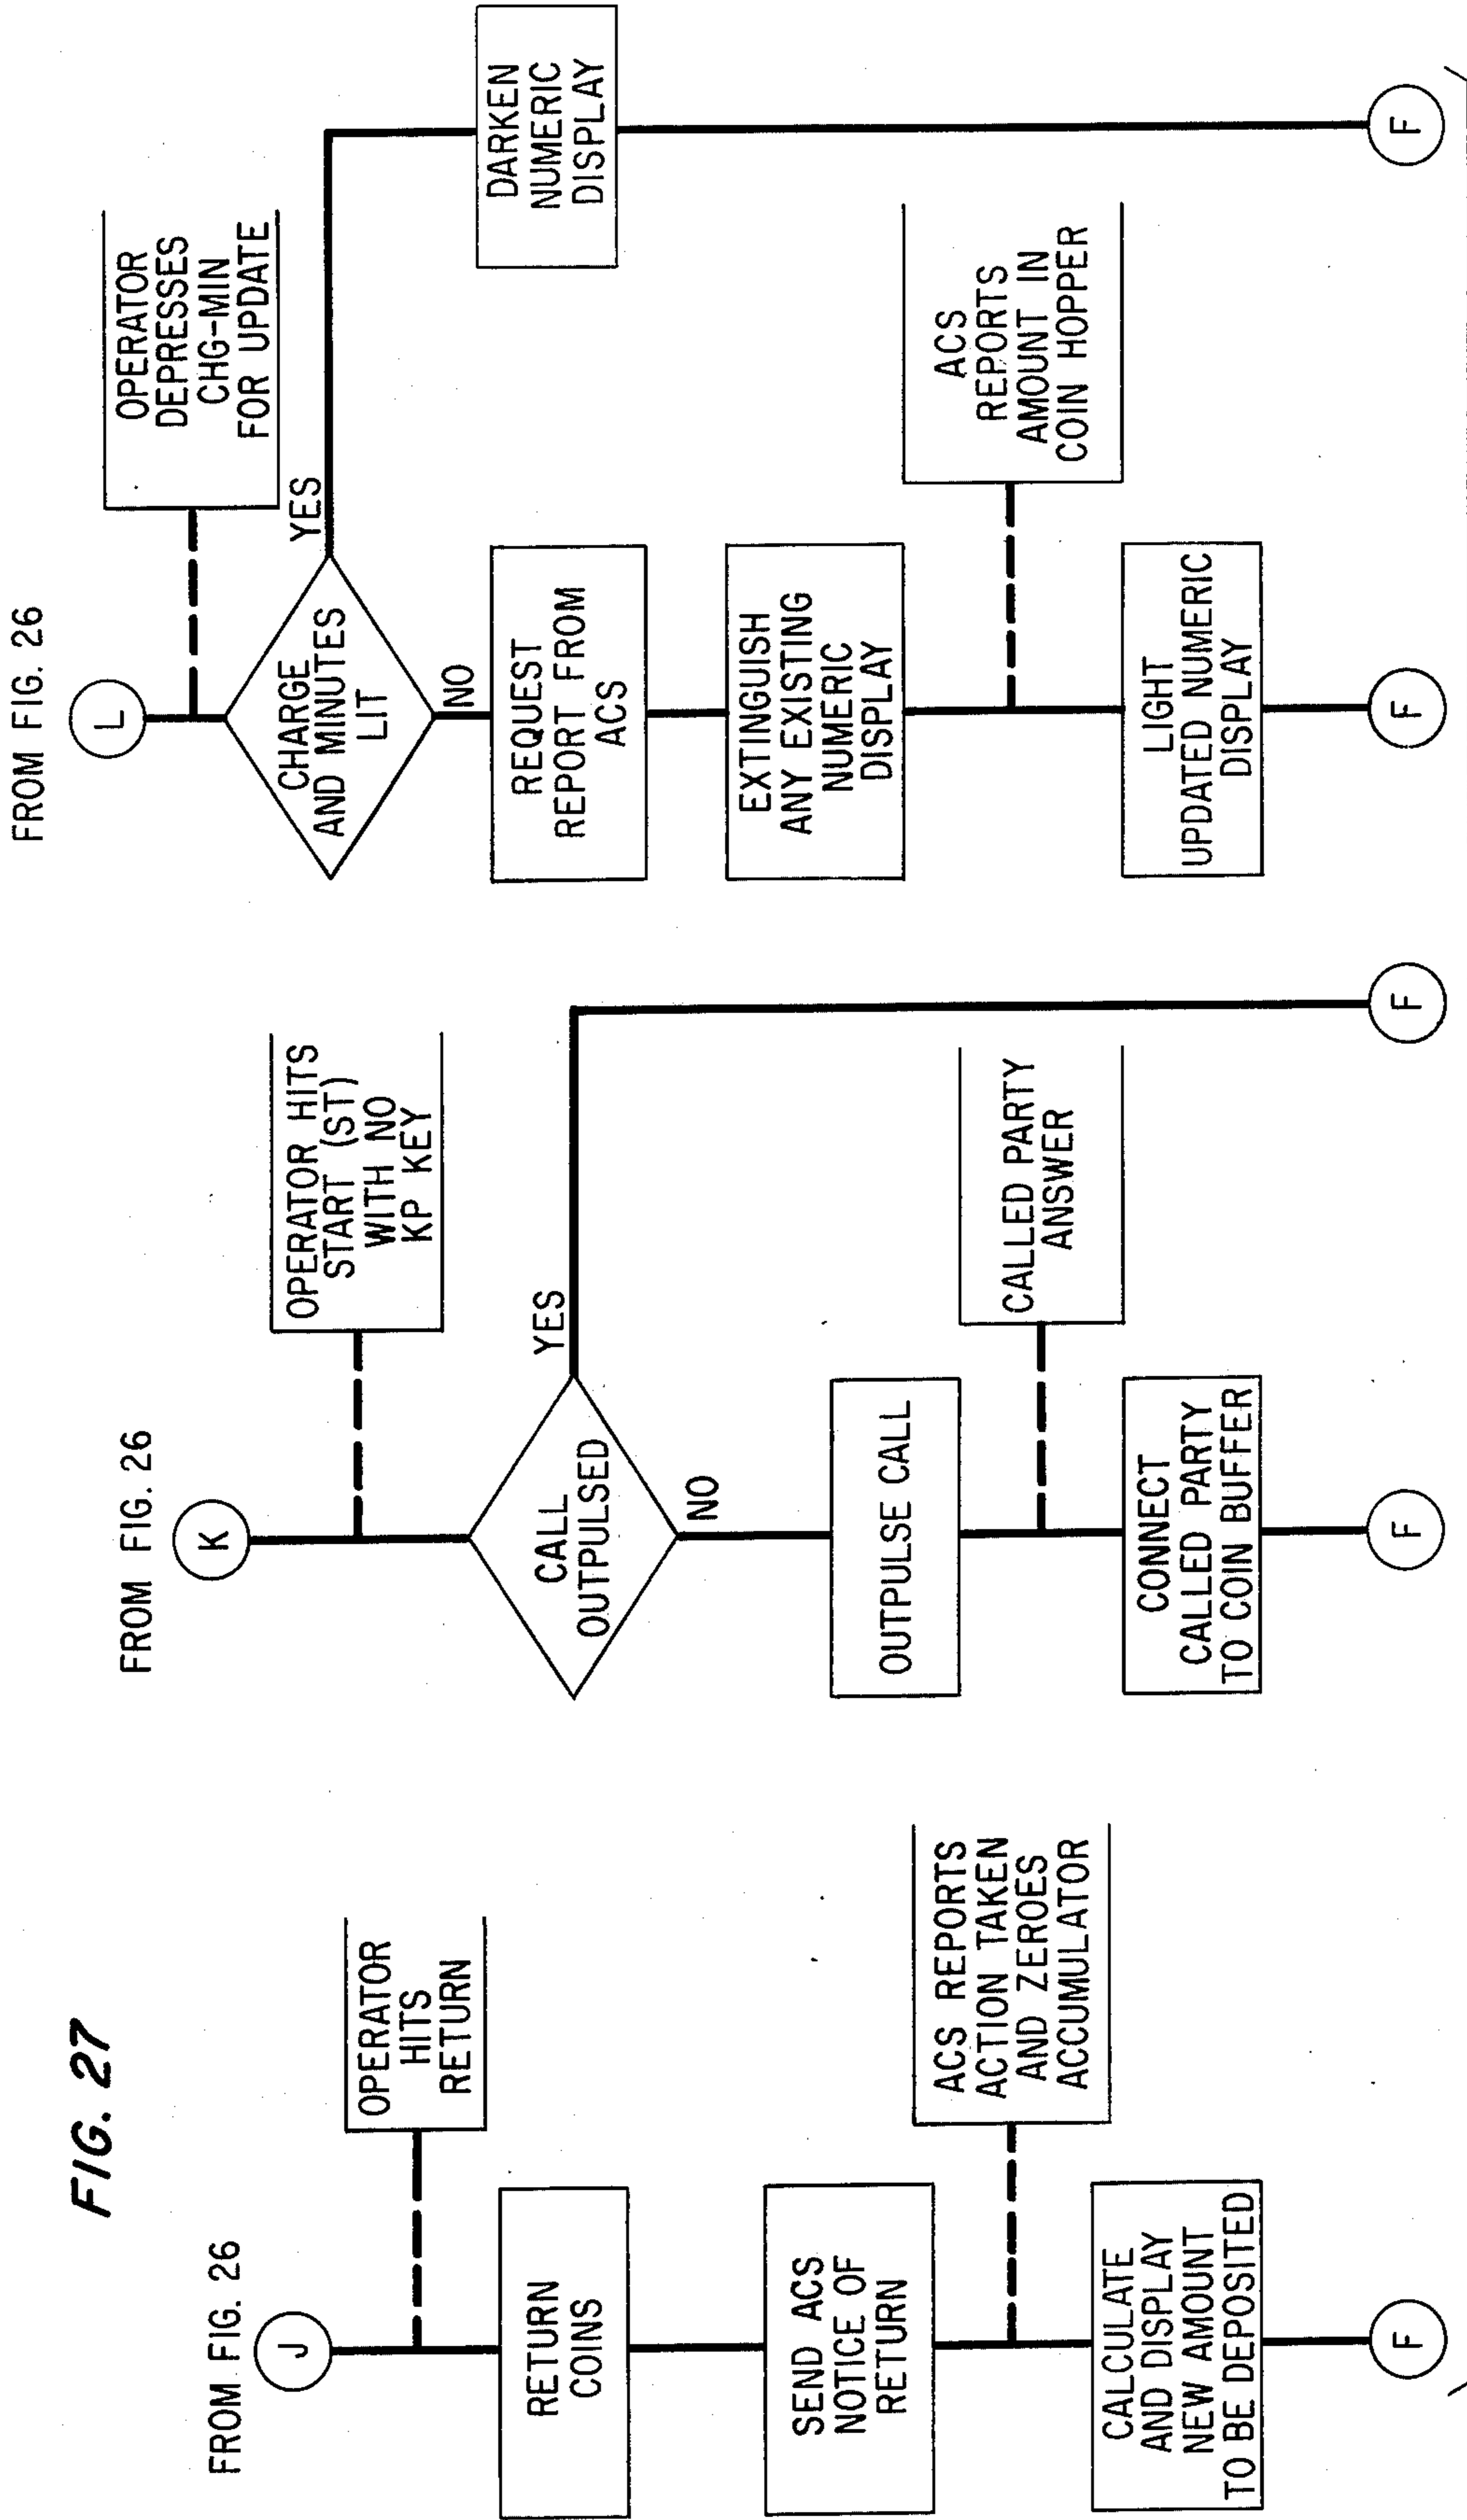 FIG. 27
FROM FIG. 26
J
OPERATOR
HITS
RETURN
RETURN
COINS
SEND ACS
NOTICE OF
RETURN
ACS REPORTS
ACTION TAKEN
AND ZEROES
ACCUMULATOR
CALCULATE
AND DISPLAY
NEW AMOUNT
TO BE DEPOSITED
F
FROM FIG. 26
K
OPERATOR HITS
START (ST)
WITH NO
KP KEY
CALL
OUTPULSED
YES
NO
OUTPULSE CALL
CALLED PARTY
ANSWER
CONNECT
CALLED PARTY
TO COIN BUFFER
F
F
FROM FIG. 26
L
OPERATOR
DEPRESSES
CHG-MIN
FOR UPDATE
CHARGE
AND MINUTES
LIT
YES
NO
DARKEN
NUMERIC
DISPLAY
REQUEST
REPORT FROM
ACS
EXTINGUISH
ANY EXISTING
NUMERIC
DISPLAY
ACS
REPORTS
AMOUNT IN
COIN HOPPER
LIGHT
UPDATED NUMERIC
DISPLAY
F
F